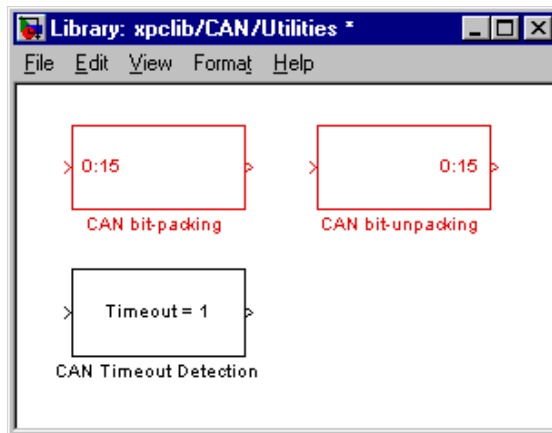 Library: xpclib/CAN/Utilities *
File Edit View Format Help
0:15 0:15
CAN bit-packing CAN bit-unpacking
Timeout = 1
CAN Timeout Detection